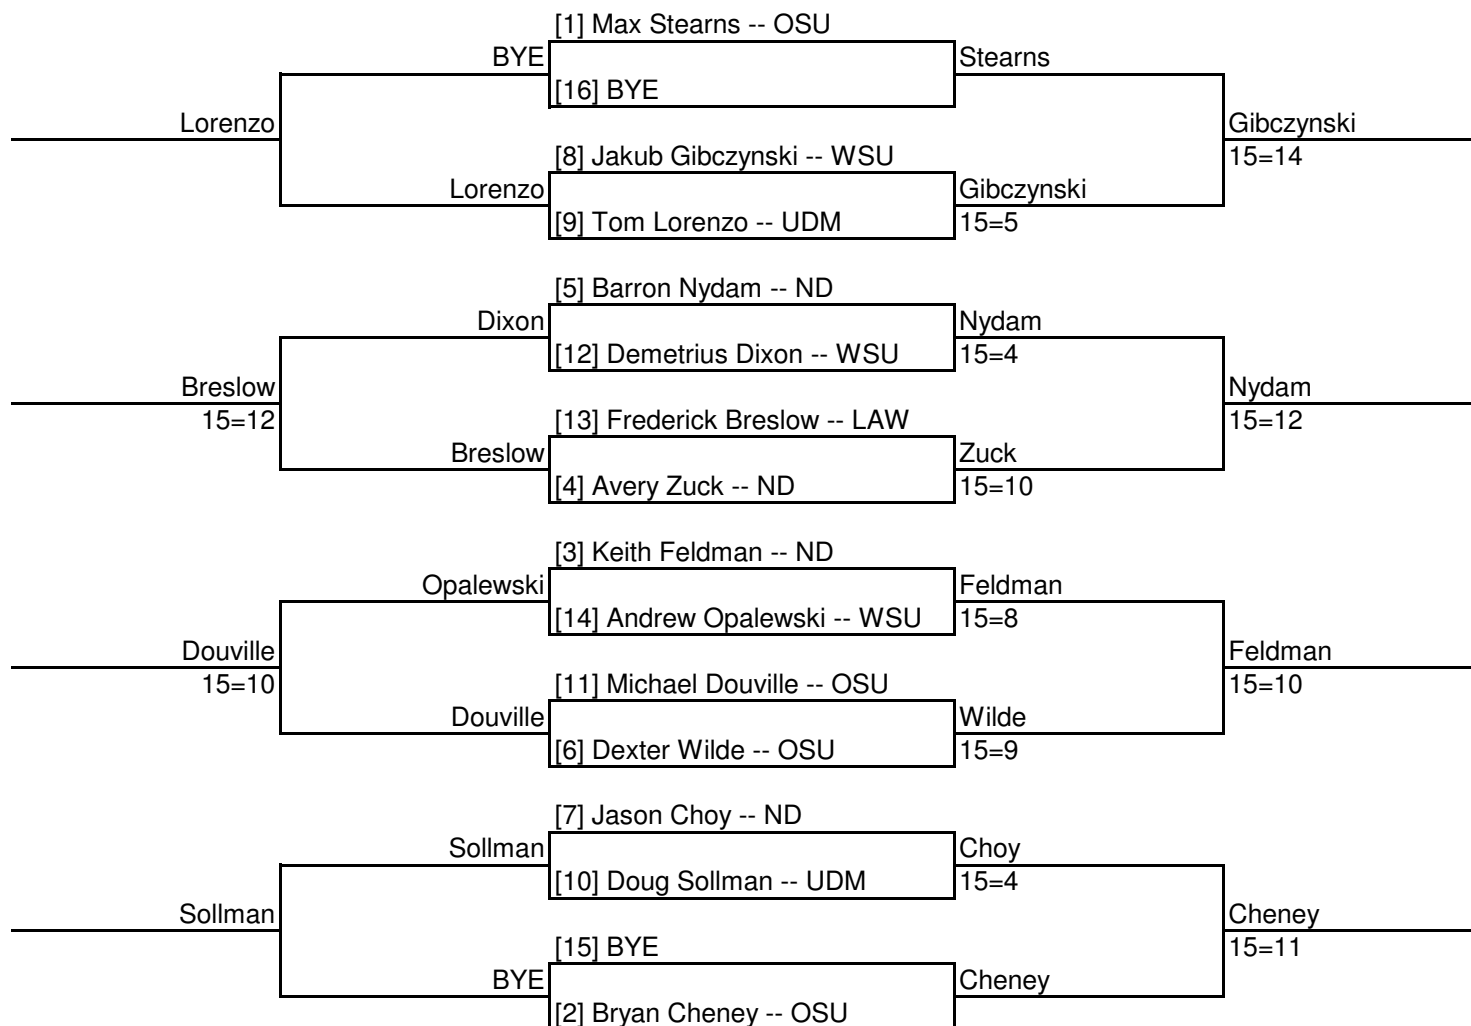 [1] Max Stearns -- OSU
BYE
Stearns
[16] BYE
Lorenzo
Gibczynski
15=14
[8] Jakub Gibczynski -- WSU
Lorenzo
Gibczynski
[9] Tom Lorenzo -- UDM
15=5
[5] Barron Nydam -- ND
Dixon
Nydam
[12] Demetrius Dixon -- WSU
15=4
Breslow
15=12
Nydam
15=12
[13] Frederick Breslow -- LAW
Breslow
Zuck
[4] Avery Zuck -- ND
15=10
[3] Keith Feldman -- ND
Opalewski
Feldman
[14] Andrew Opalewski -- WSU
15=8
Douville
15=10
Feldman
15=10
[11] Michael Douville -- OSU
Douville
Wilde
[6] Dexter Wilde -- OSU
15=9
[7] Jason Choy -- ND
Sollman
Choy
[10] Doug Sollman -- UDM
15=4
Sollman
Cheney
15=11
[15] BYE
BYE
Cheney
[2] Bryan Cheney -- OSU